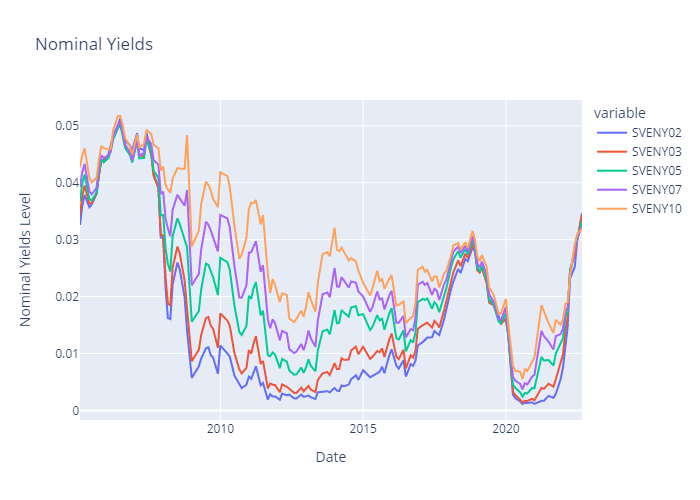 Nominal Yields
variable
SVENY02
SVENY03
SVENY05
SVENY07
SVENY10
0.05
0.04
0.03
0.02
0.01
0
Nominal Yields Level
2010
2015
2020
Date